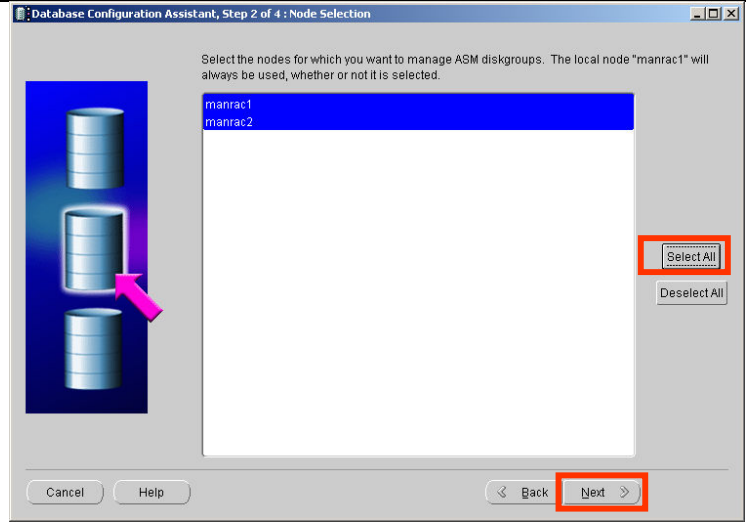 Database Configuration Assistant, Step 2 of 4 : Node Selection
Select the nodes for which you want to manage ASM diskgroups. The local node "manrac1" will
always be used, whether or not it is selected.
manrac1
manrac2
Select All
Deselect All
Cancel
Help
Back
Next